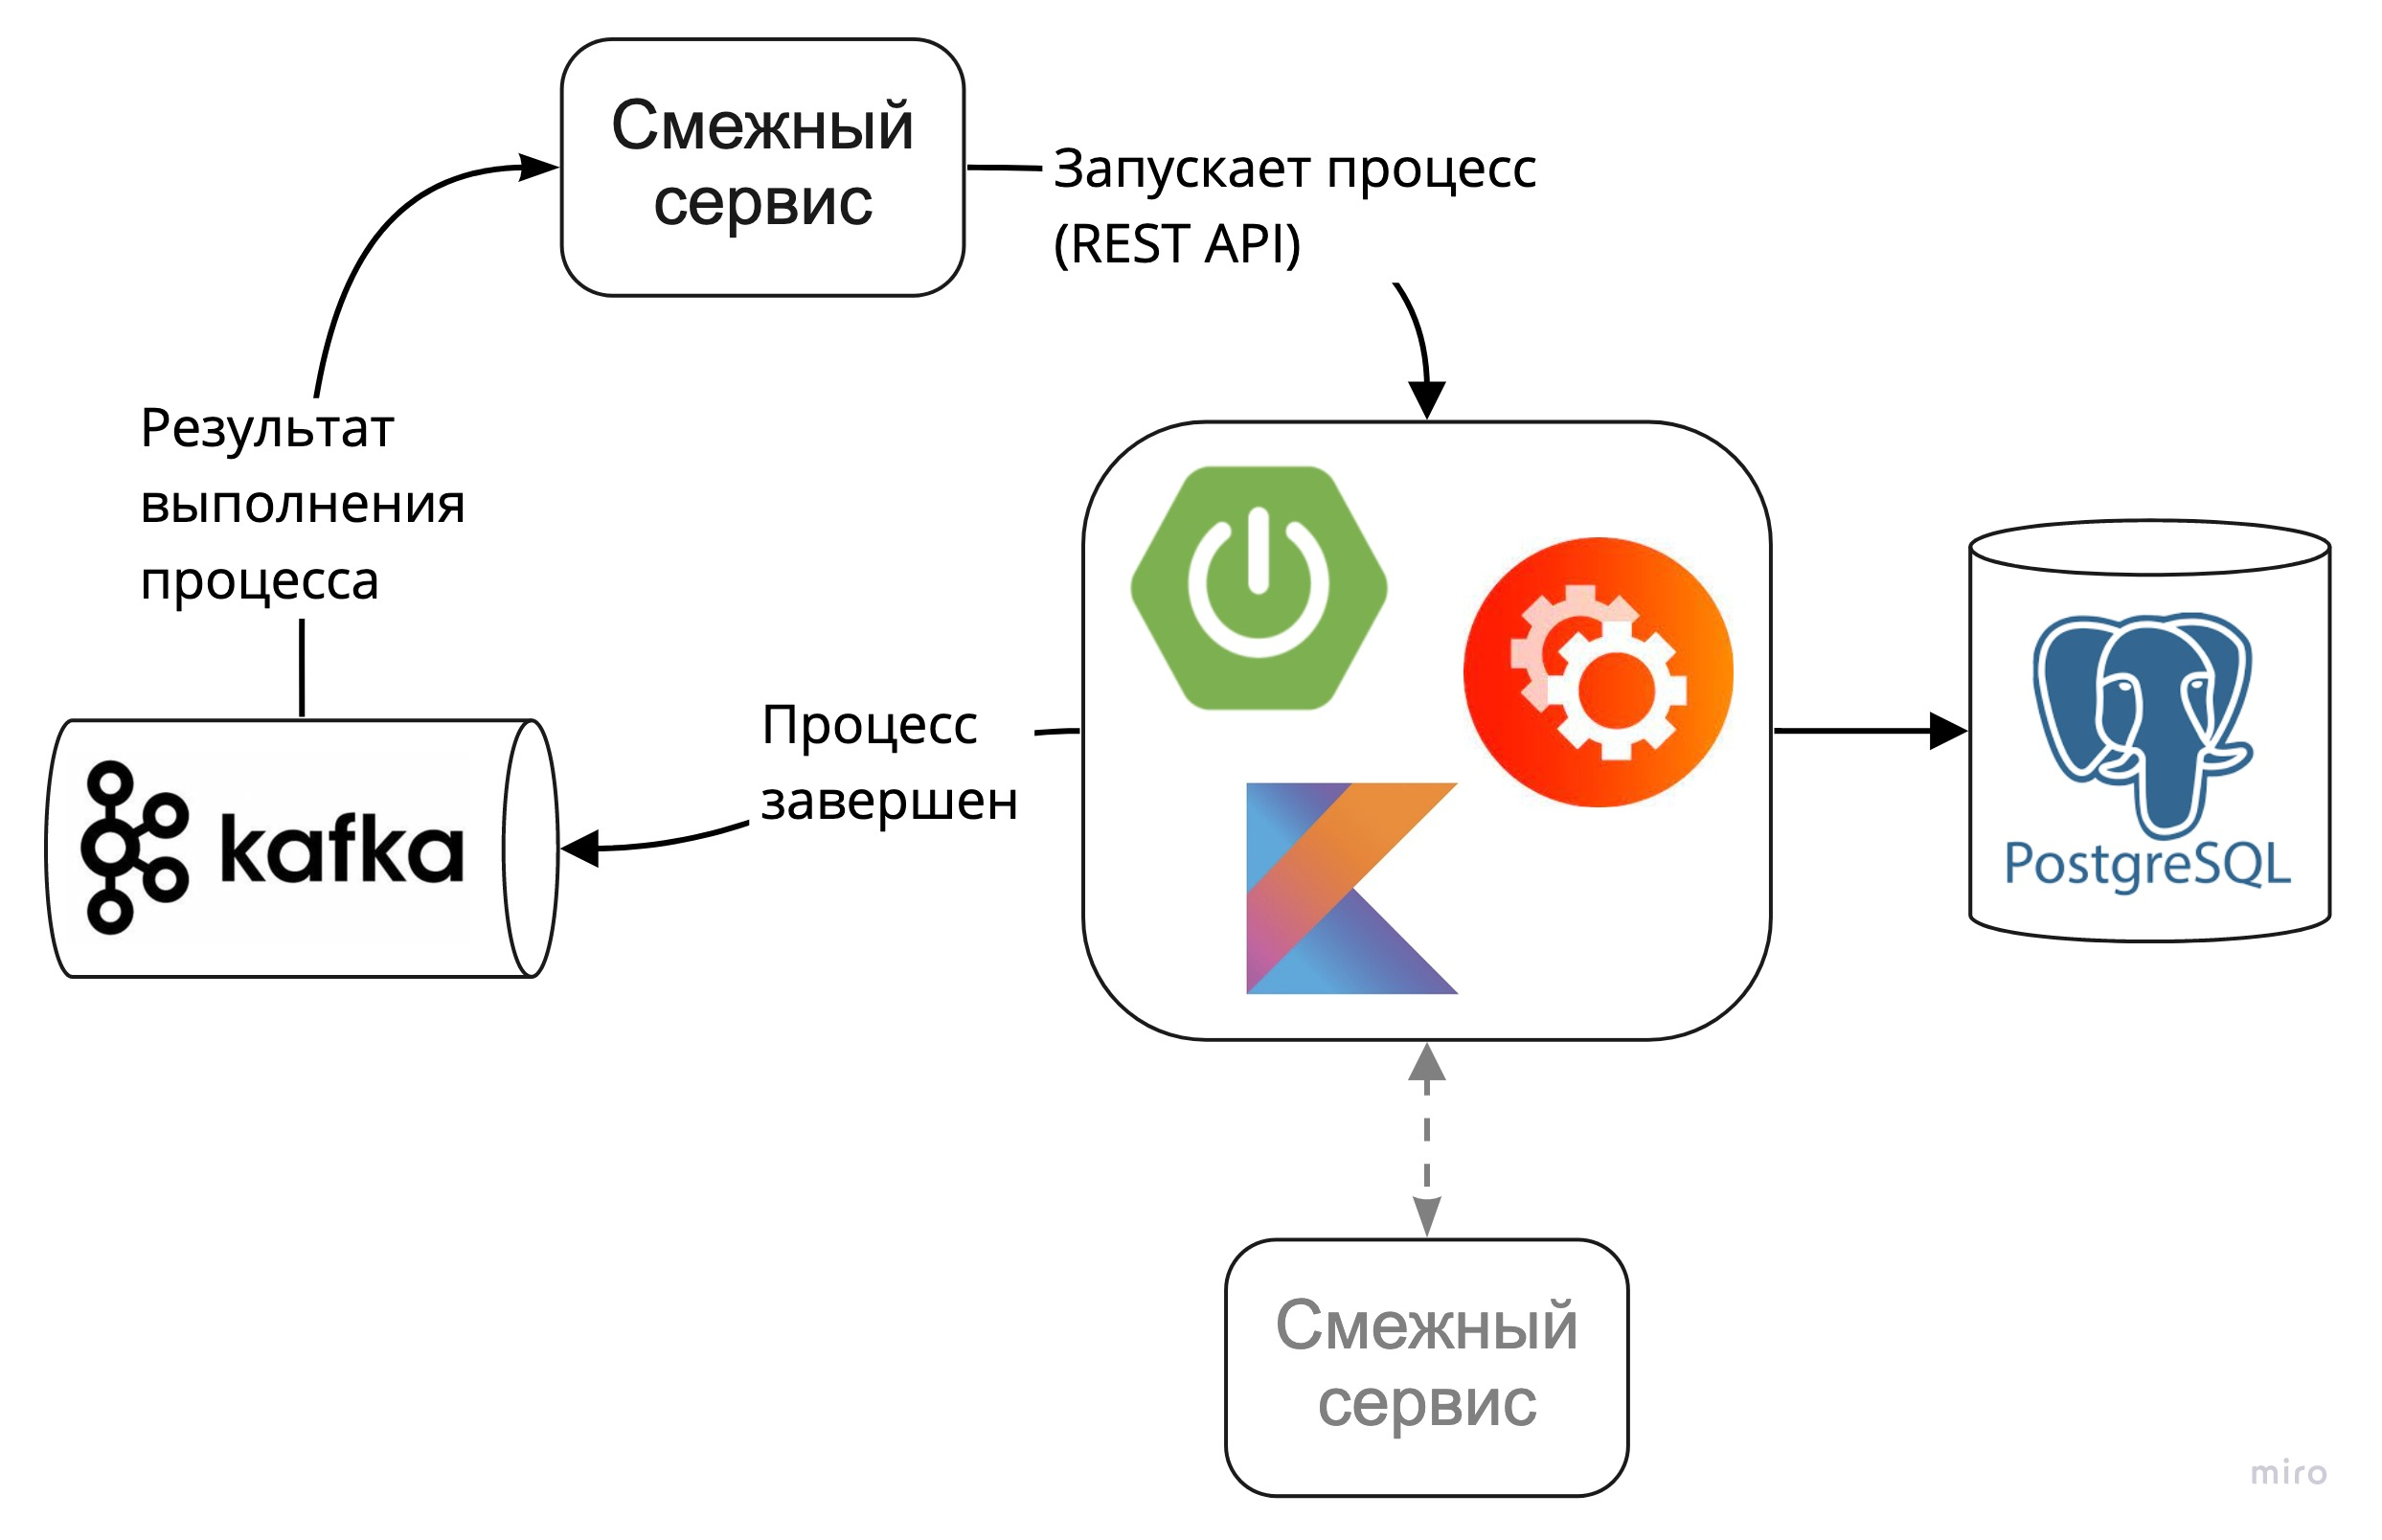 Смежный
сервис
Запускает процесс
(REST API)
Результат
выполнения
процесса
Процесс
завершен
kafka
PostgreSQL
Смежный
сервис
miro